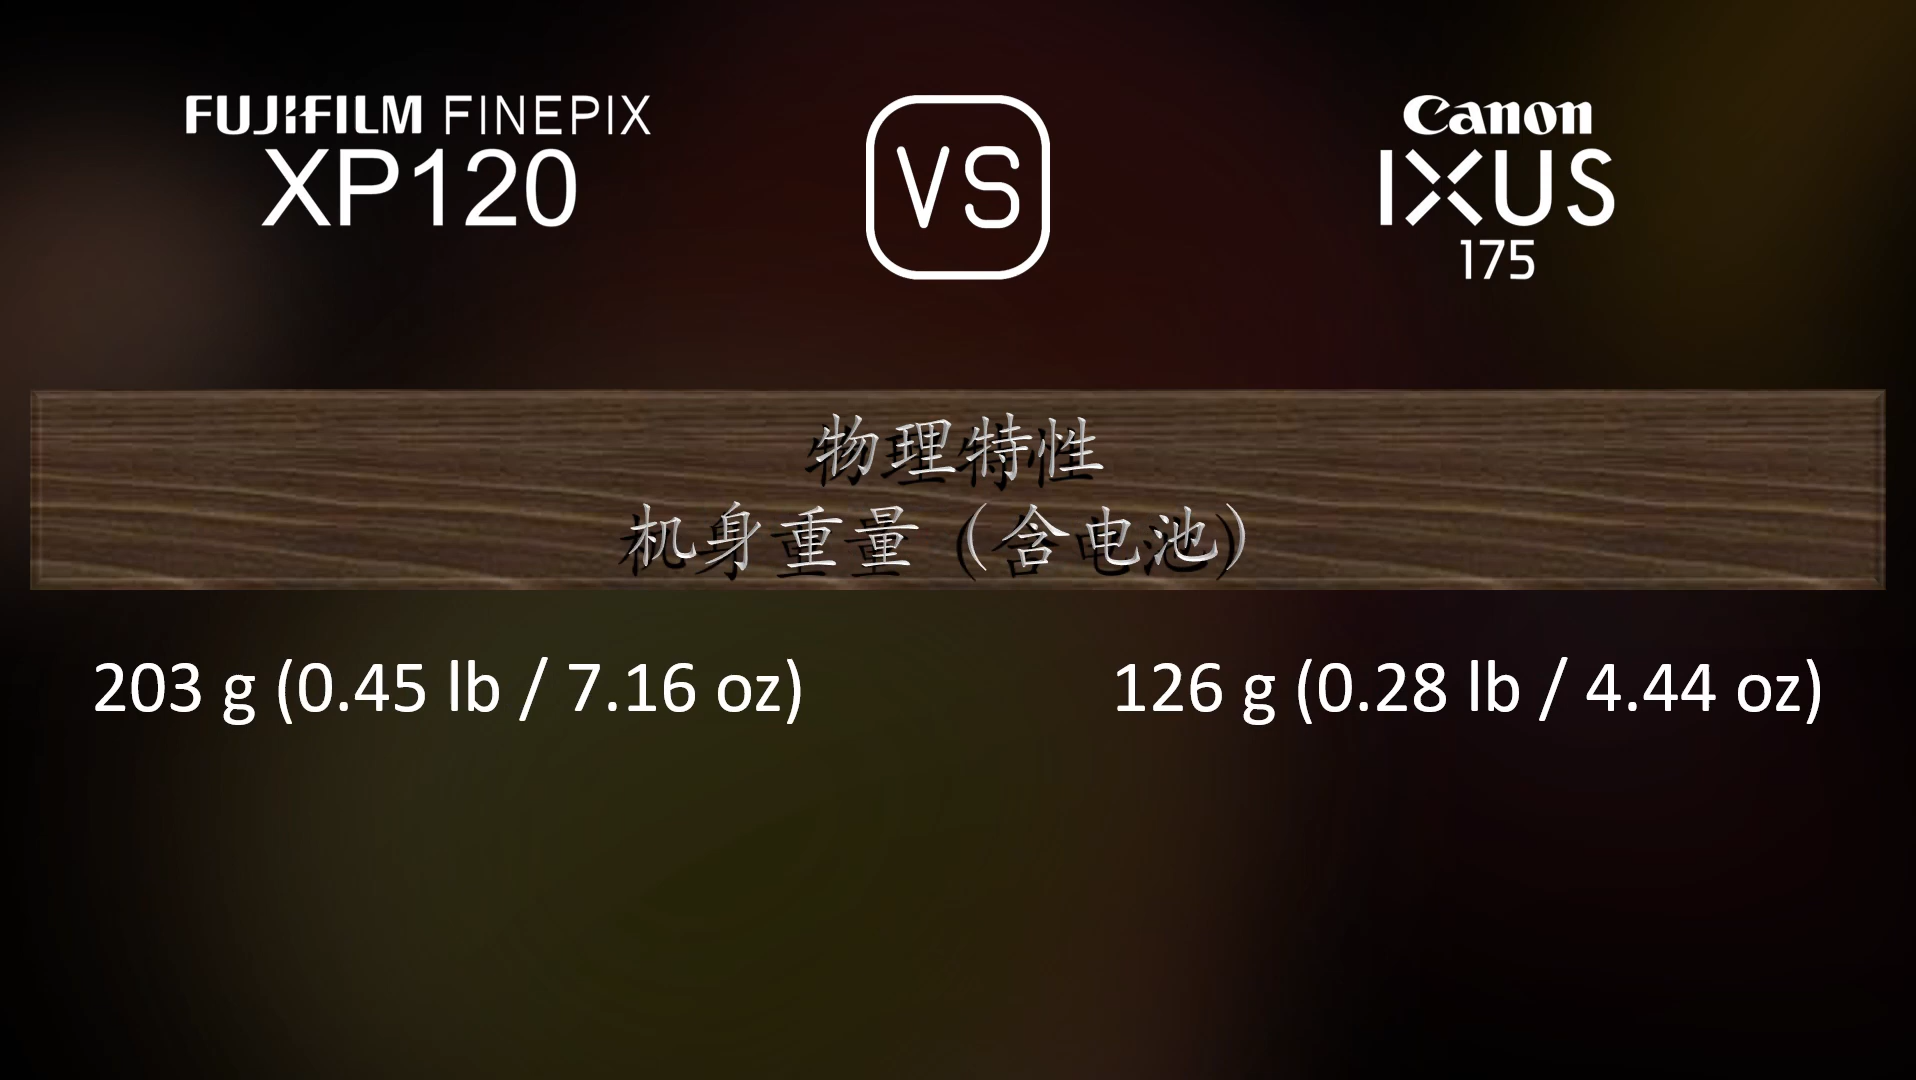 FUJIFILM FINEPIX
XP120
VS
Canon
IXUS
175
物理特性
机身重量（含电池）
203 g (0.45 lb / 7.16 oz)
126 g (0.28 lb / 4.44 oz)